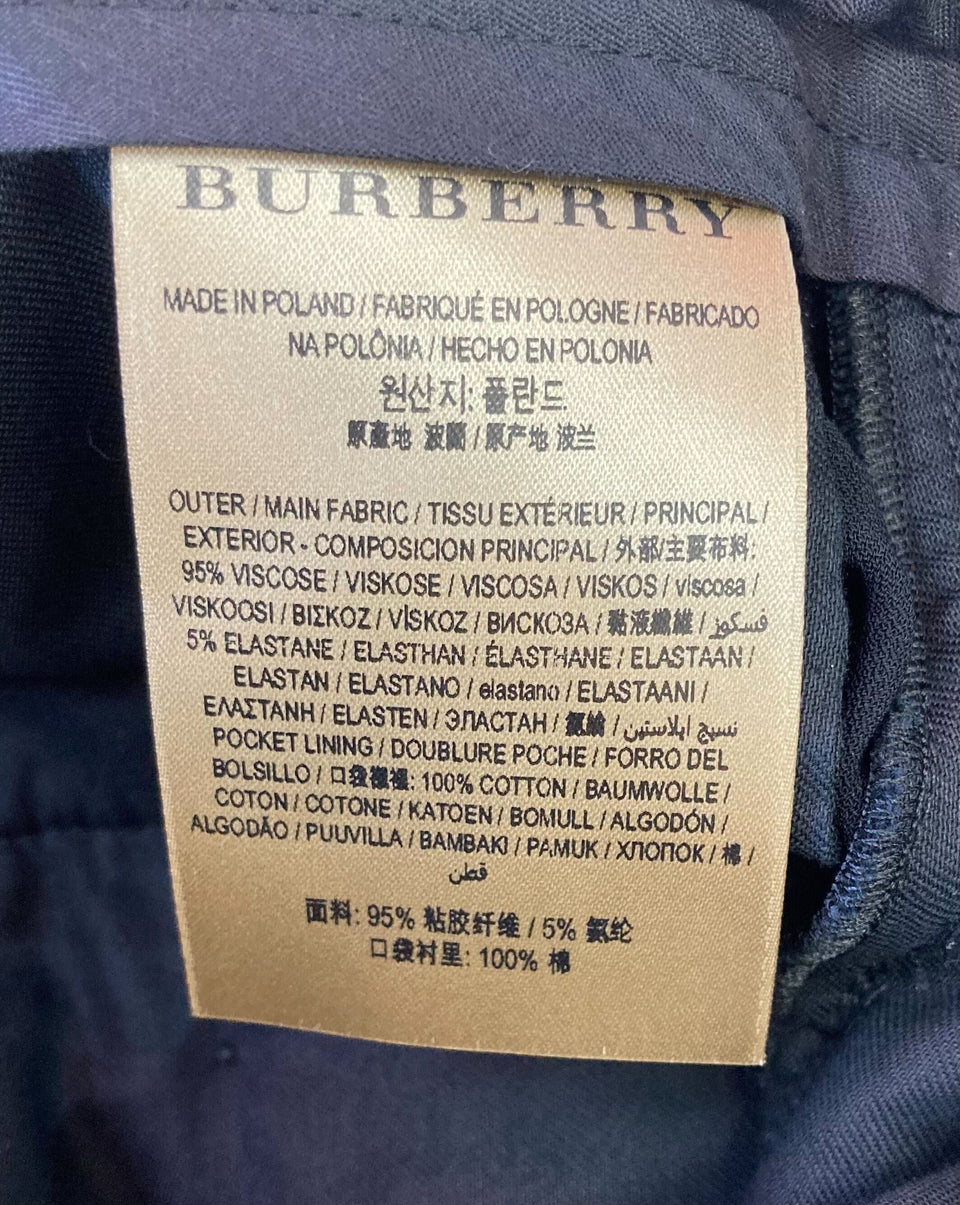 BURBERRY
MADE IN POLAND / FABRIQUÉ EN POLOGNE / FABRICADO
NA POLÔNIA / HECHO EN POLONIA
원산지: 폴란드
原產地 波蘭 / 原产地 波兰
OUTER / MAIN FABRIC / TISSU EXTÉRIEUR / PRINCIPAL /
EXTERIOR - COMPOSICION PRINCIPAL / 外部/主要布料:
95% VISCOSE / VISKOSE / VISCOSA / VISKOS / viscosa /
VISKOOSI / ΒΙΣΚΟΖ / VİSKOZ / ВИСКОЗА / 黏液纖維 / فسكوز
5% ELASTANE / ELASTHAN / ÉLASTHANE / ELASTAAN /
ELASTAN / ELASTANO / elastano / ELASTAANI /
ΕΛΑΣΤΑΝΗ / ELASTEN / ЭЛАСТАН / 氨綸 / نسيج ايلاستين
POCKET LINING / DOUBLURE POCHE / FORRO DEL
BOLSILLO / 口袋襯裡: 100% COTTON / BAUMWOLLE /
COTON / COTONE / KATOEN / BOMULL / ALGODÓN /
ALGODÃO / PUUVILLA / BAMBAKI / PAMUK / ХЛОПОК / 棉 /
قطن
面料: 95% 粘胶纤维 / 5% 氨纶
口袋衬里: 100% 棉